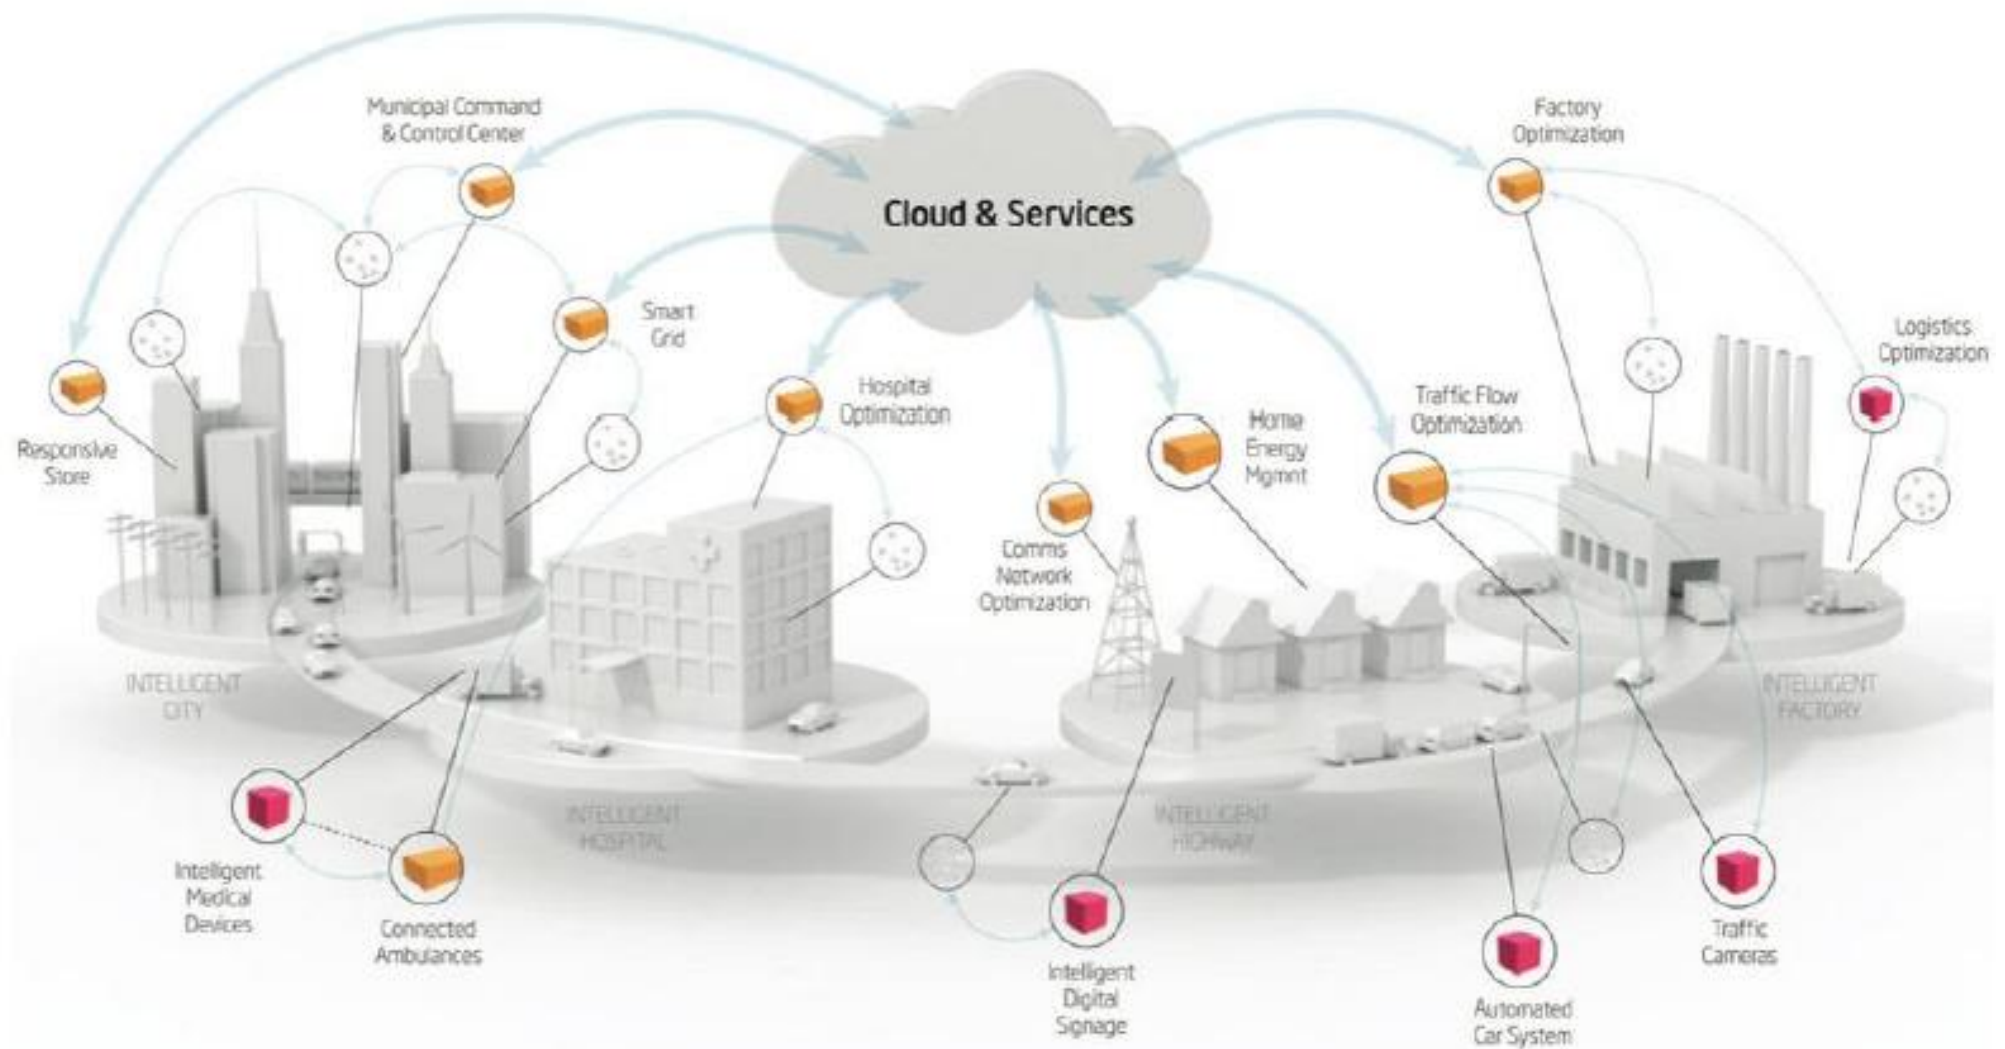 Municipal Command
& Control Center
Factory
Optimization
Cloud & Services
Smart
Grid
Logistics
Optimization
Responsive
Store
Hospital
Optimization
Home
Energy
Mgmnt
Traffic Flow
Optimization
Comms
Network
Optimization
INTELLIGENT
CITY
INTELLIGENT
FACTORY
INTELLIGENT
HOSPITAL
INTELLIGENT
HIGHWAY
Intelligent
Medical
Devices
Connected
Ambulances
Intelligent
Digital
Signage
Traffic
Cameras
Automated
Car System